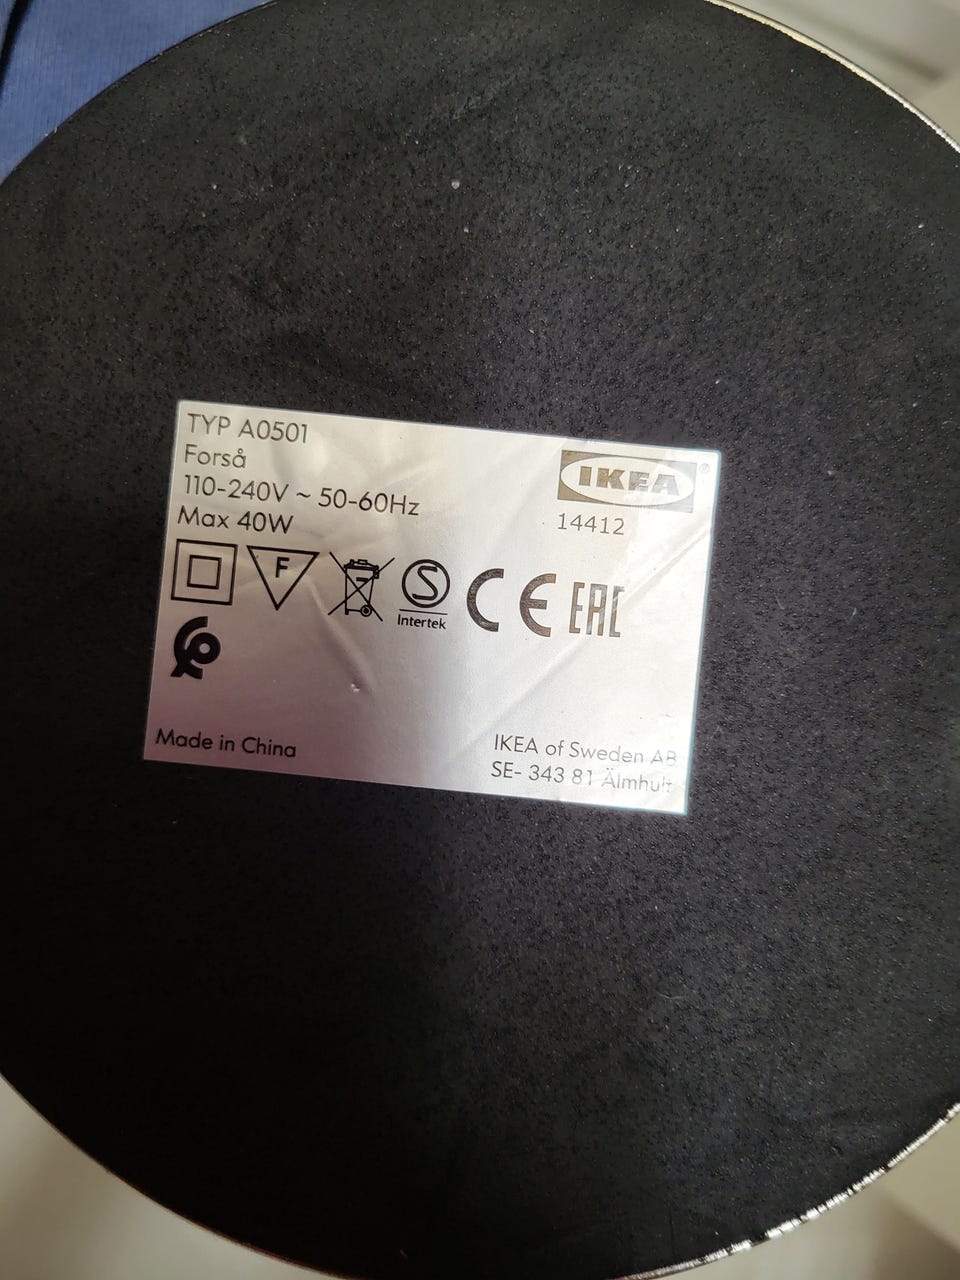 TYP A0501
Forså
110-240V ~ 50-60Hz
Max 40W
IKEA®
14412
F
S
Intertek
CE
EAC
Made in China
IKEA of Sweden AB
SE- 343 81 Älmhult